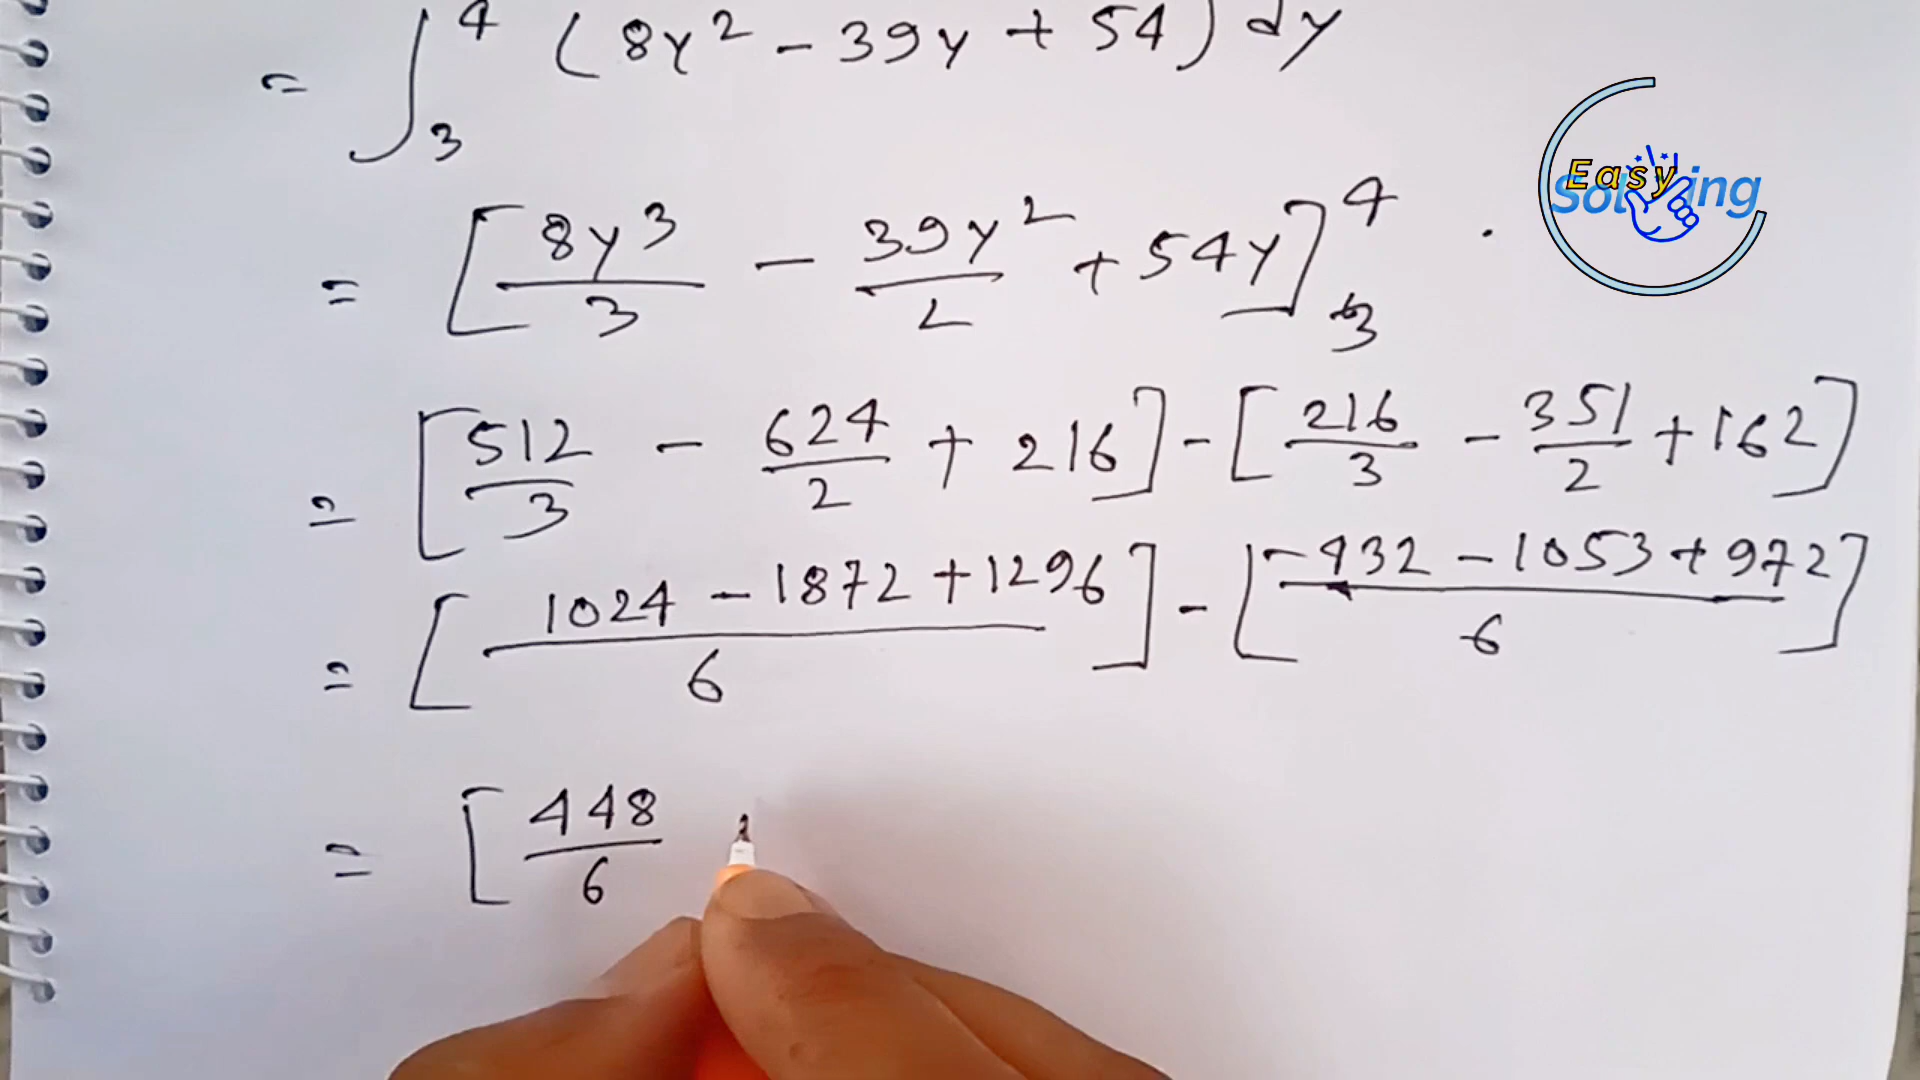 = ∫₃⁴ (8y² - 39y + 54) dy
Easy
Solving
= [8y³/3 - 39y²/2 + 54y]₃⁴
= [512/3 - 624/2 + 216] - [216/3 - 351/2 + 162]
= [1024 - 1872 + 1296/6] - [432 - 1053 + 972/6]
= [448/6